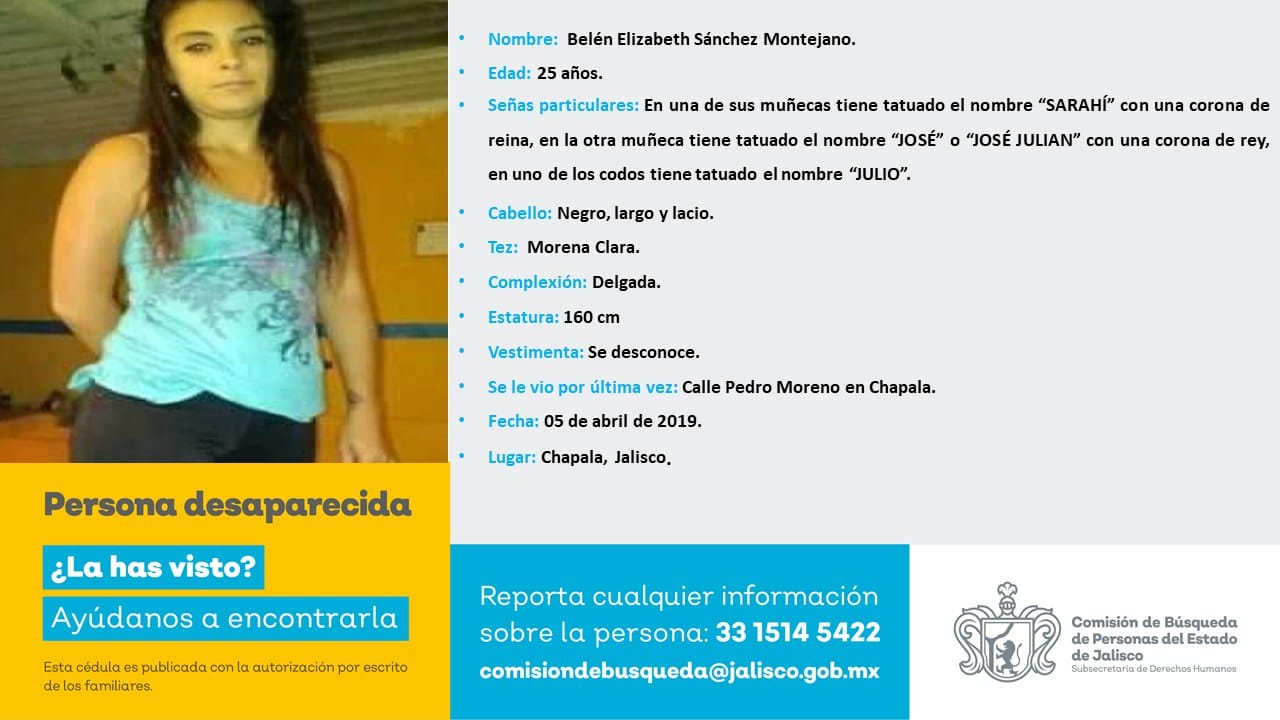 Nombre: Belén Elizabeth Sánchez Montejano.
Edad: 25 años.
Señas particulares: En una de sus muñecas tiene tatuado el nombre “SARAHÍ” con una corona de
reina, en la otra muñeca tiene tatuado el nombre “JOSÉ” o “JOSÉ JULIAN” con una corona de rey,
en uno de los codos tiene tatuado el nombre “JULIO”.
Cabello: Negro, largo y lacio.
Tez: Morena Clara.
Complexión: Delgada.
Estatura: 160 cm
Vestimenta: Se desconoce.
Se le vio por última vez: Calle Pedro Moreno en Chapala.
Fecha: 05 de abril de 2019.
Lugar: Chapala, Jalisco.
Persona desaparecida
¿La has visto?
Ayúdanos a encontrarla
Esta cédula es publicada con la autorización por escrito
de los familiares.
Reporta cualquier información
sobre la persona: 33 1514 5422
comisiondebusqueda@jalisco.gob.mx
Comisión de Búsqueda
de Personas del Estado
de Jalisco
Subsecretaría de Derechos Humanos